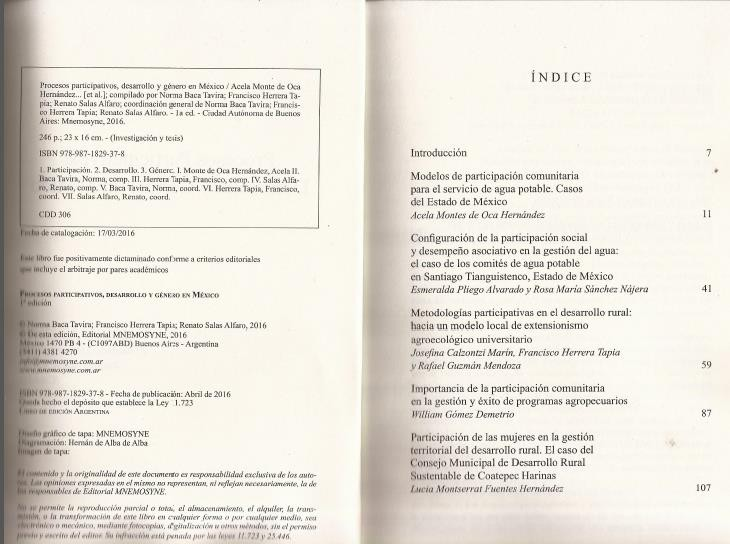 Procesos participativos, desarrollo y género en México / Acela Monte de Oca
Hernández... [et al.]; compilado por Norma Baca Tavira; Francisco Herrera Ta-
pia; Renato Salas Alfaro; coordinación general de Norma Baca Tavira; Francis-
co Herrera Tapia; Renato Salas Alfaro. - 1a ed. - Ciudad Autónoma de Buenos
Aires: Mnemosyne, 2016.
246 p.; 23 x 16 cm. - (Investigación y tesis)
ISBN 978-987-1829-37-8
1. Participación. 2. Desarrollo. 3. Género. I. Monte de Oca Hernández, Acela II.
Baca Tavira, Norma, comp. III. Herrera Tapia, Francisco, comp. IV. Salas Alfa-
ro, Renato, comp. V. Baca Tavira, Norma, coord. VI. Herrera Tapia, Francisco,
coord. VII. Salas Alfaro, Renato, coord.
CDD 306
Fecha de catalogación: 17/03/2016
Este libro fue positivamente dictaminado conforme a criterios editoriales
que incluye el arbitraje por pares académicos
Procesos participativos, desarrollo y género en México
1ª edición
© Norma Baca Tavira; Francisco Herrera Tapia; Renato Salas Alfaro, 2016
© De esta edición, Editorial MNEMOSYNE, 2016
México 1470 PB 4 - (C1097ABD) Buenos Aires - Argentina
(5411) 4381 4270
info@mnemosyne.com.ar
www.mnemosyne.com.ar
ISBN 978-987-1829-37-8 - Fecha de publicación: Abril de 2016
Queda hecho el depósito que establece la Ley 1.723
Libro de edición Argentina
Diseño gráfico de tapa: MNEMOSYNE
Diagramación: Hernán de Alba de Alba
Imagen de tapa:
El contenido y la originalidad de este documento es responsabilidad exclusiva de los auto-
res. Las opiniones expresadas en el mismo no representan, ni reflejan necesariamente, la de
los responsables de Editorial MNEMOSYNE.
No se permite la reproducción parcial o total, el almacenamiento, el alquiler, la trans-
misión, o la transformación de este libro en cualquier forma o por cualquier medio, sea
electrónico o mecánico, mediante fotocopias, digitalización u otros métodos, sin el permiso
previo y escrito del editor. Su infracción está penada por las leyes 11.723 y 25.446.
ÍNDICE
Introducción 7
Modelos de participación comunitaria
para el servicio de agua potable. Casos
del Estado de México
Acela Montes de Oca Hernández 11
Configuración de la participación social
y desempeño asociativo en la gestión del agua:
el caso de los comités de agua potable
en Santiago Tianguistenco, Estado de México
Esmeralda Pliego Alvarado y Rosa María Sánchez Nájera 41
Metodologías participativas en el desarrollo rural:
hacia un modelo local de extensionismo
agroecológico universitario
Josefina Calzontzi Marín, Francisco Herrera Tapia
y Rafael Guzmán Mendoza 59
Importancia de la participación comunitaria
en la gestión y éxito de programas agropecuarios
William Gómez Demetrio 87
Participación de las mujeres en la gestión
territorial del desarrollo rural. El caso del
Consejo Municipal de Desarrollo Rural
Sustentable de Coatepec Harinas
Lucia Montserrat Fuentes Hernández 107